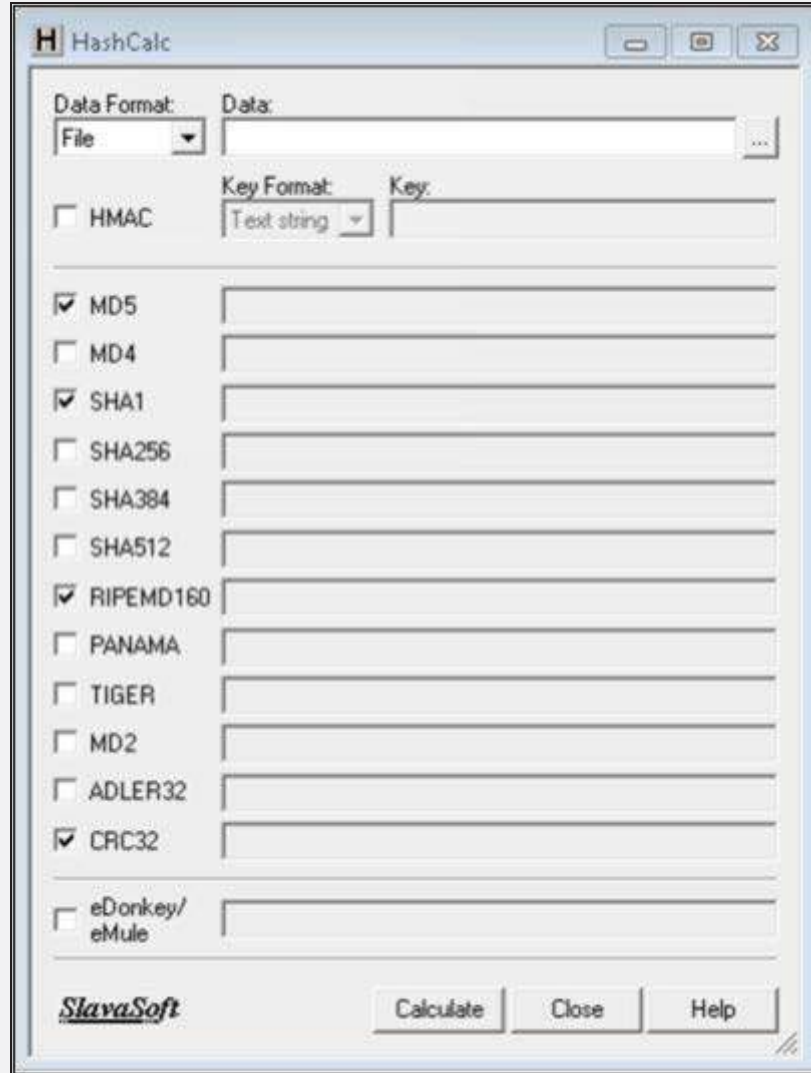 H HashCalc
Data Format: Data:
File ...
Key Format: Key:
HMAC Text string
MD5
MD4
SHA1
SHA256
SHA384
SHA512
RIPEMD160
PANAMA
TIGER
MD2
ADLER32
CRC32
eDonkey/
eMule
SlavaSoft Calculate Close Help